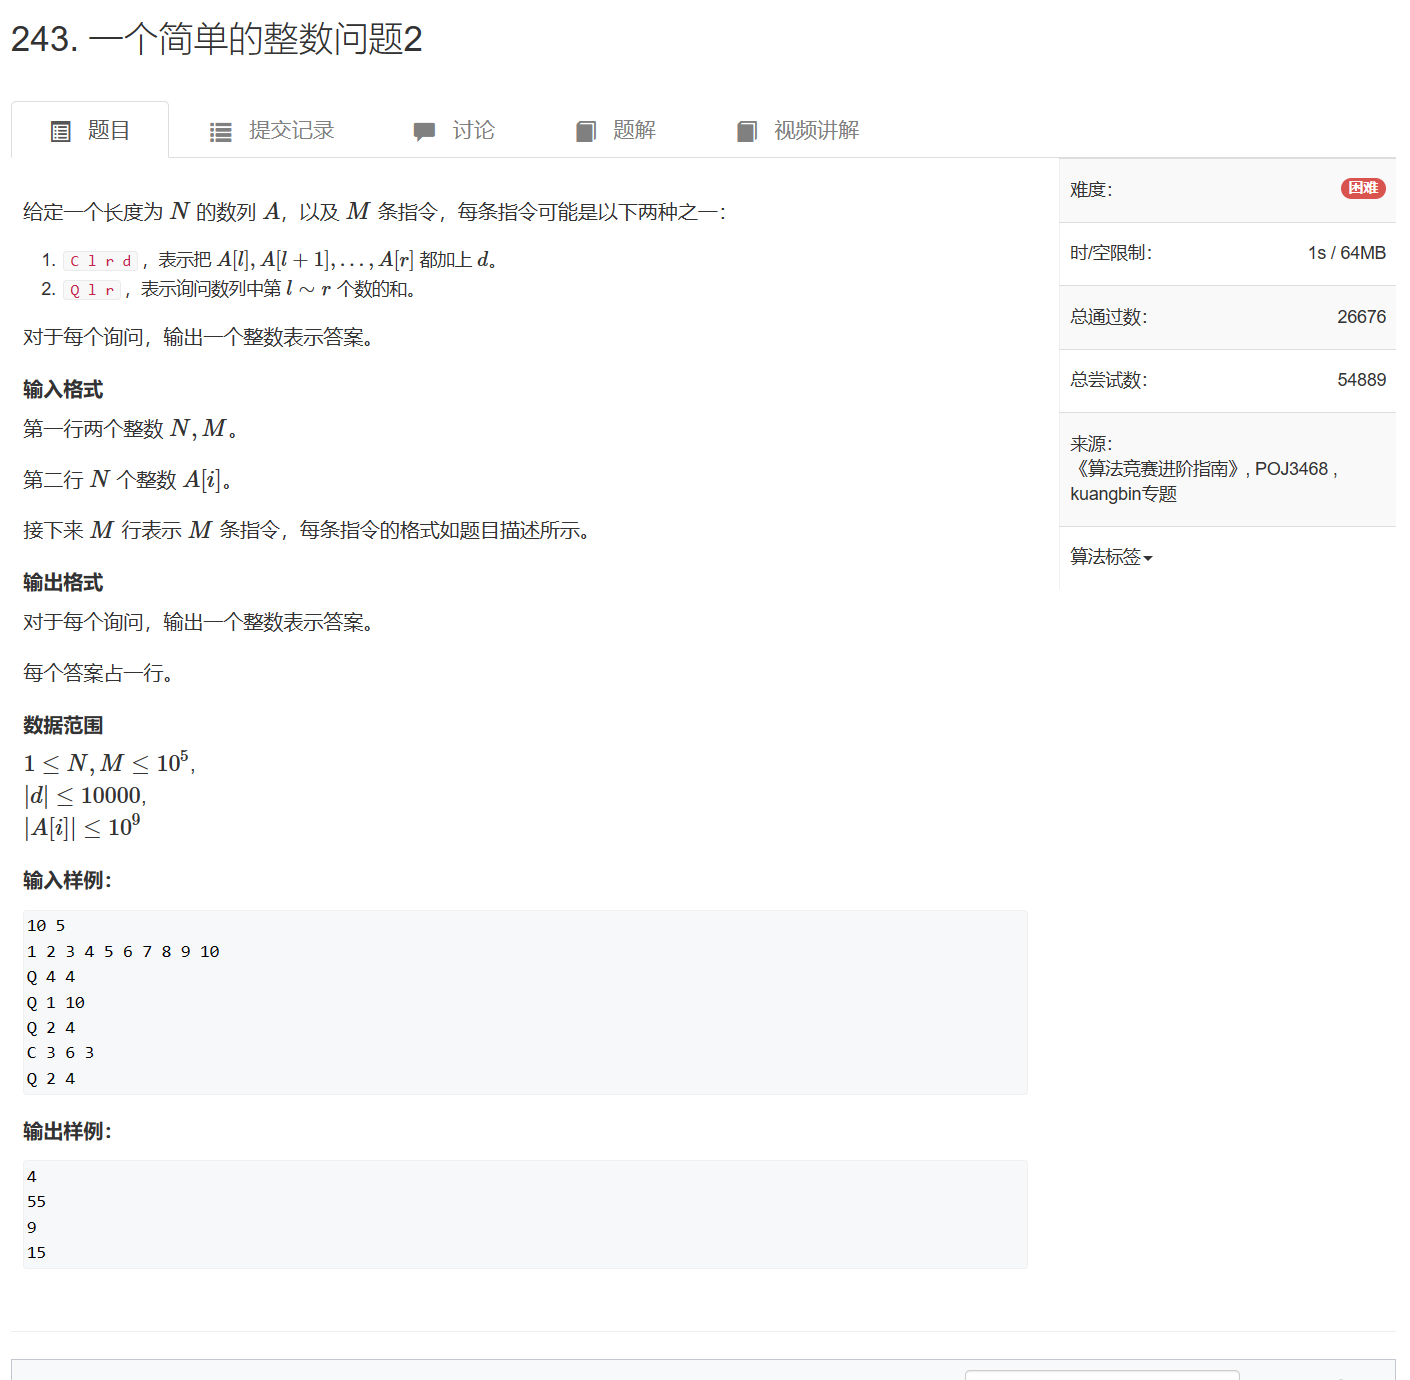 243. 一个简单的整数问题2
题目
提交记录
讨论
题解
视频讲解
给定一个长度为 N 的数列 A，以及 M 条指令，每条指令可能是以下两种之一：
1. C l r d，表示把 A[l], A[l + 1], . . . , A[r] 都加上 d。
2. Q l r，表示询问数列中第 l ∼ r 个数的和。
对于每个询问，输出一个整数表示答案。
输入格式
第一行两个整数 N, M。
第二行 N 个整数 A[i]。
接下来 M 行表示 M 条指令，每条指令的格式如题目描述所示。
输出格式
对于每个询问，输出一个整数表示答案。
每个答案占一行。
数据范围
1 ≤ N, M ≤ 10⁵,
|d| ≤ 10000,
|A[i]| ≤ 10⁹
输入样例：
10 5
1 2 3 4 5 6 7 8 9 10
Q 4 4
Q 1 10
Q 2 4
C 3 6 3
Q 2 4
输出样例：
4
55
9
15
难度：
困难
时/空限制：
1s / 64MB
总通过数：
26676
总尝试数：
54889
来源：
《算法竞赛进阶指南》, POJ3468 ,
kuangbin专题
算法标签